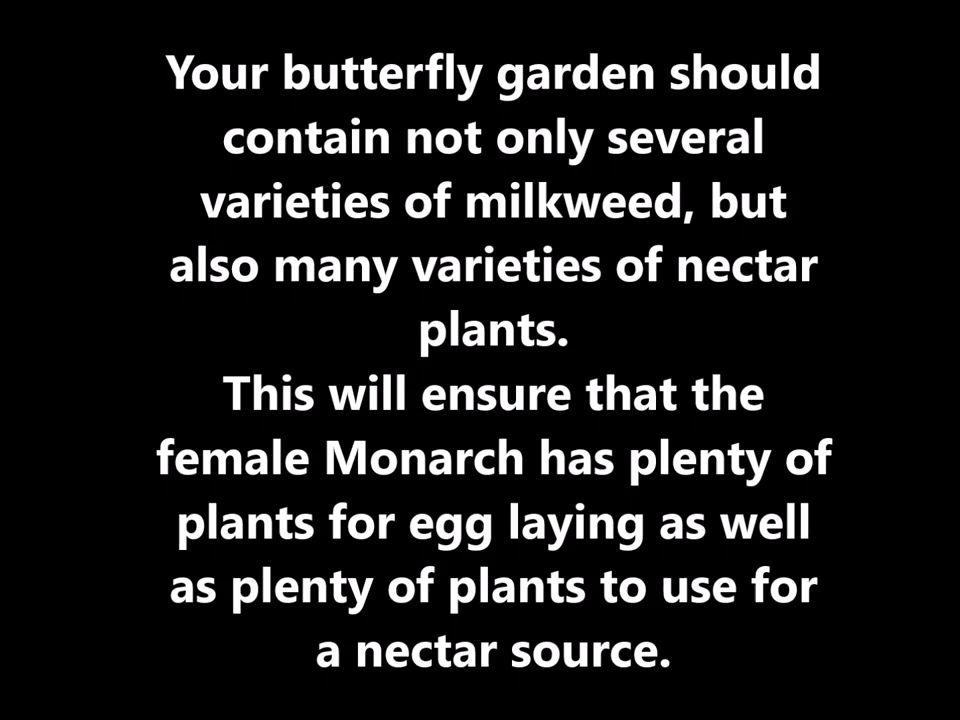 Your butterfly garden should
contain not only several
varieties of milkweed, but
also many varieties of nectar
plants.
This will ensure that the
female Monarch has plenty of
plants for egg laying as well
as plenty of plants to use for
a nectar source.